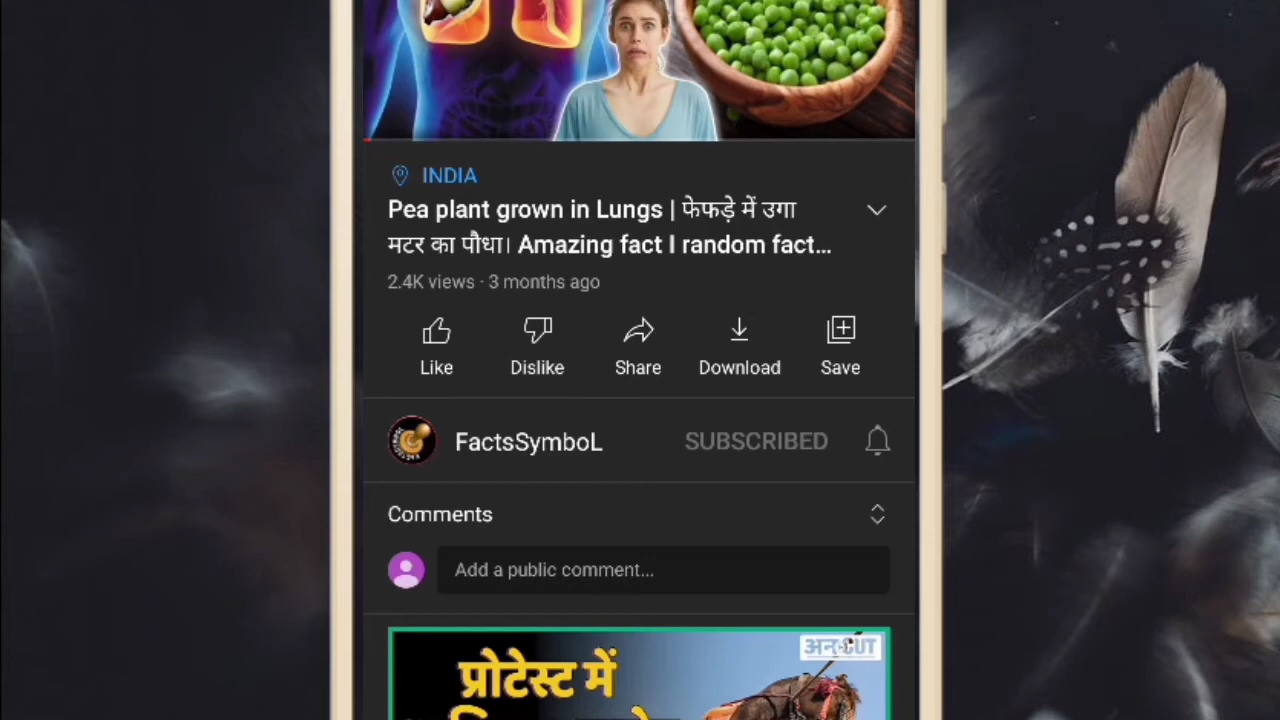 INDIA
Pea plant grown in Lungs | फेफड़े में उगा
मटर का पौधा। Amazing fact I random fact...
2.4K views · 3 months ago
Like Dislike Share Download Save
FactsSymboL SUBSCRIBED
Comments
Add a public comment...
अनCUT
प्रोटेस्ट में